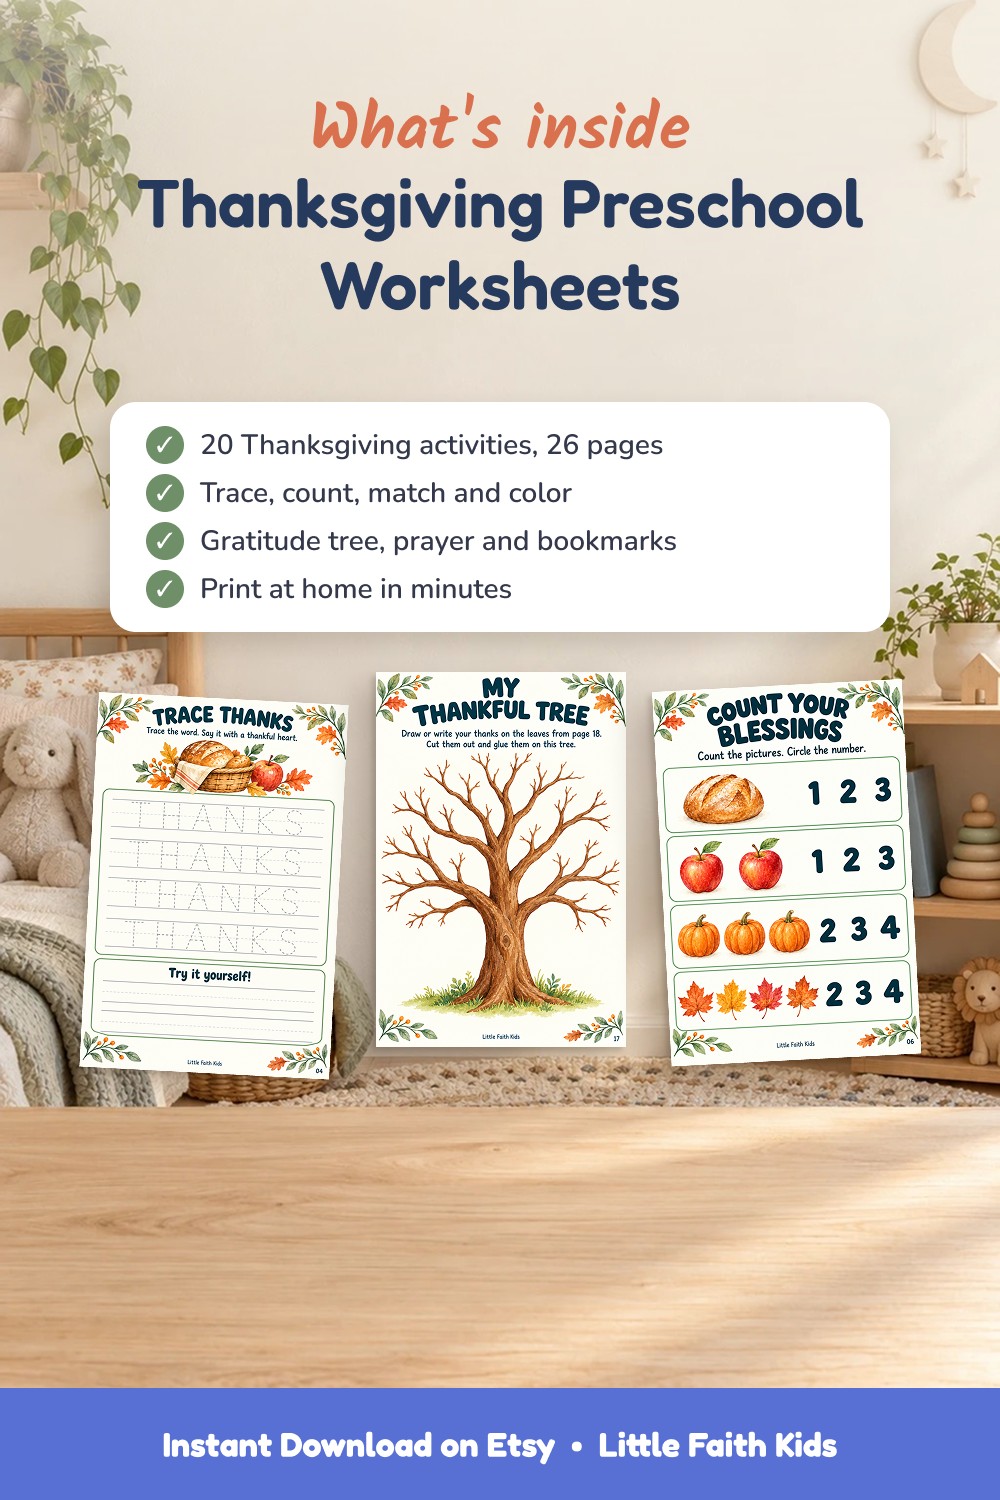 What's inside
Thanksgiving Preschool
Worksheets
✓ 20 Thanksgiving activities, 26 pages
✓ Trace, count, match and color
✓ Gratitude tree, prayer and bookmarks
✓ Print at home in minutes
TRACE THANKS
Trace the word. Say it with a thankful heart.
THANKS
THANKS
THANKS
THANKS
Try it yourself!
Little Faith Kids
04
MY
THANKFUL TREE
Draw or write your thanks on the leaves from page 18.
Cut them out and glue them on this tree.
Little Faith Kids
17
COUNT YOUR
BLESSINGS
Count the pictures. Circle the number.
1 2 3
1 2 3
2 3 4
2 3 4
Little Faith Kids
06
Instant Download on Etsy • Little Faith Kids